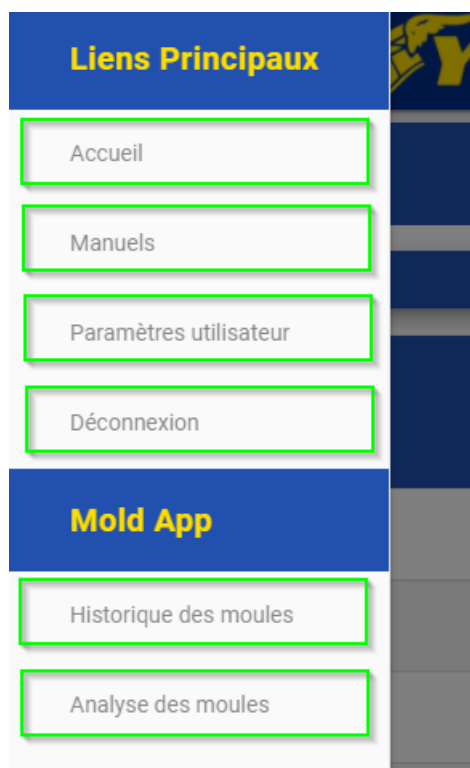 Liens Principaux
Accueil
Manuels
Paramètres utilisateur
Déconnexion
Mold App
Historique des moules
Analyse des moules